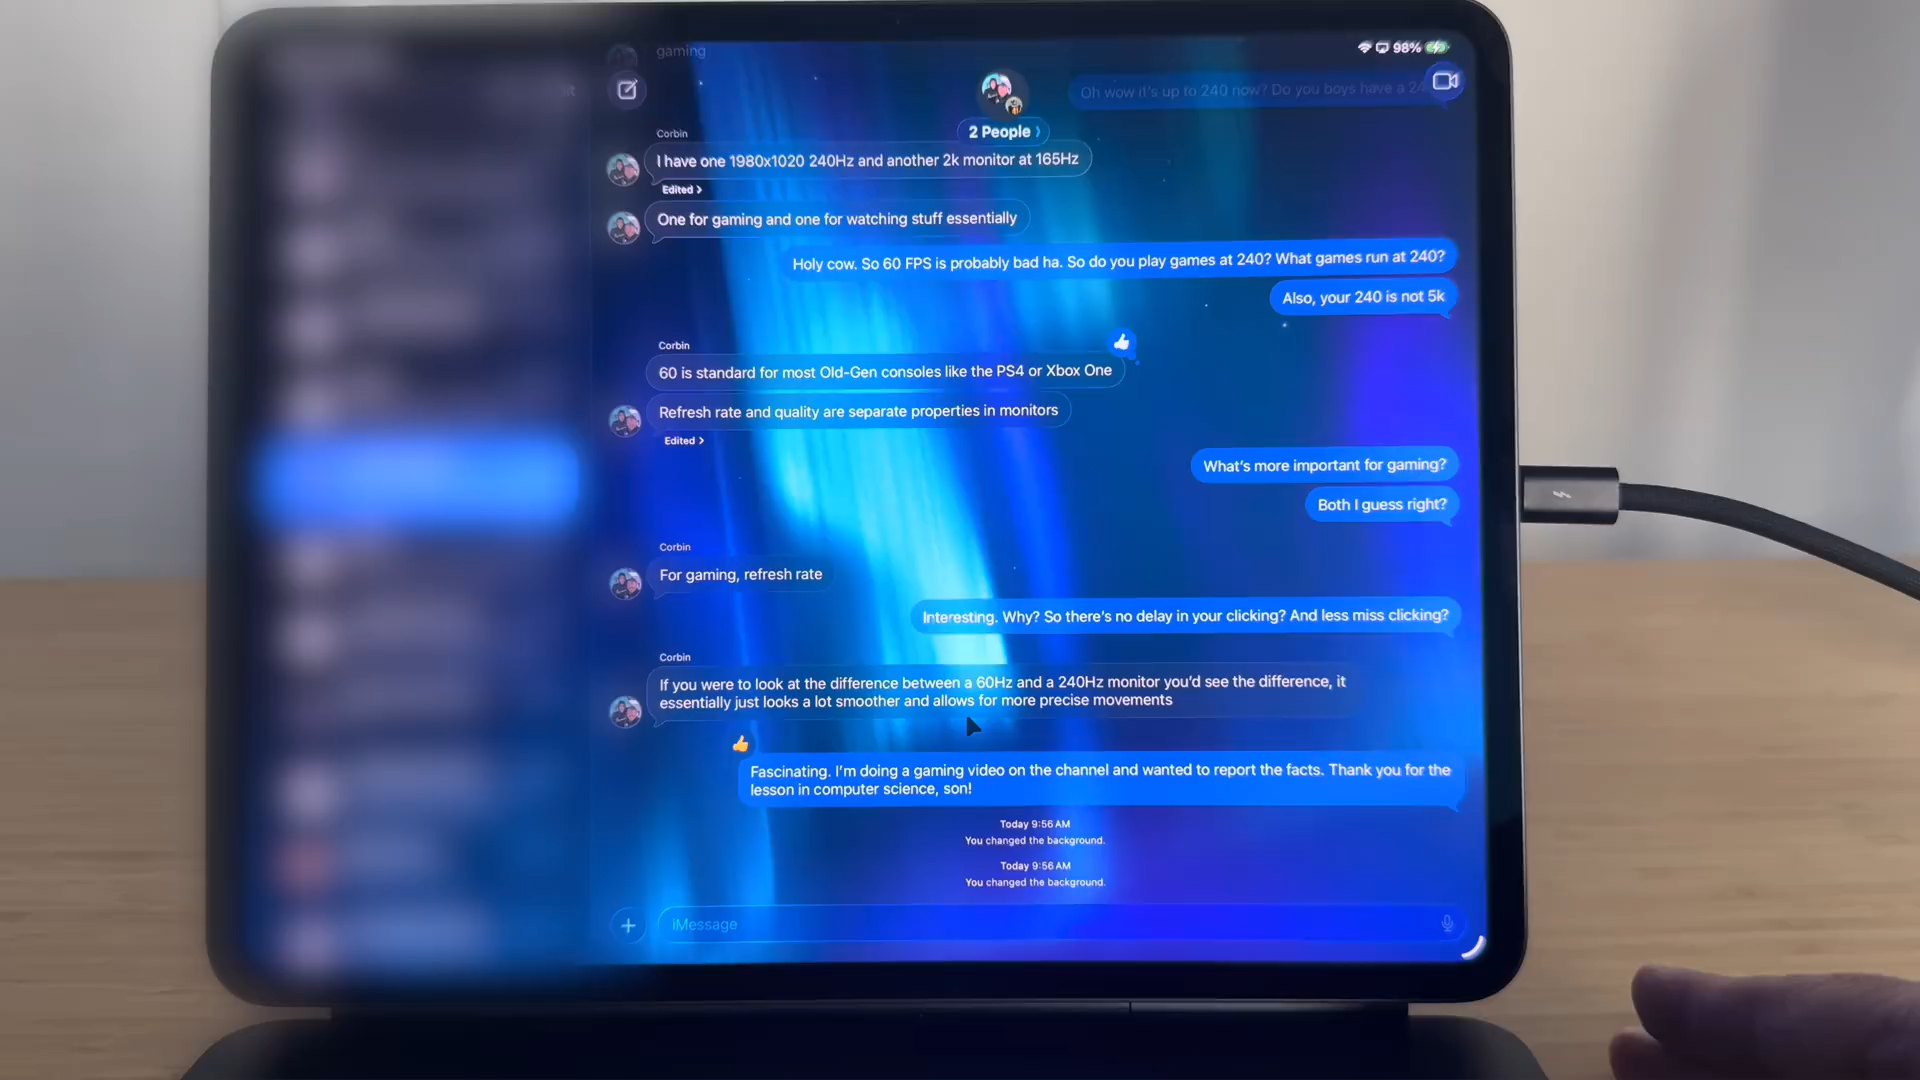 gaming
98%
Oh wow it's up to 240 now? Do you boys have a 24
2 People
Corbin
I have one 1980x1020 240Hz and another 2k monitor at 165Hz
Edited
One for gaming and one for watching stuff essentially
Holy cow. So 60 FPS is probably bad ha. So do you play games at 240? What games run at 240?
Also, your 240 is not 5k
Corbin
60 is standard for most Old-Gen consoles like the PS4 or Xbox One
Refresh rate and quality are separate properties in monitors
Edited
What's more important for gaming?
Both I guess right?
Corbin
For gaming, refresh rate
Interesting. Why? So there's no delay in your clicking? And less miss clicking?
Corbin
If you were to look at the difference between a 60Hz and a 240Hz monitor you'd see the difference, it
essentially just looks a lot smoother and allows for more precise movements
Fascinating. I'm doing a gaming video on the channel and wanted to report the facts. Thank you for the
lesson in computer science, son!
Today 9:56 AM
You changed the background.
Today 9:56 AM
You changed the background.
iMessage